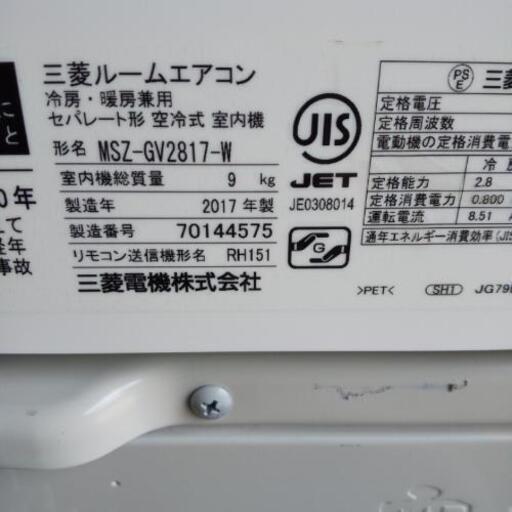 三菱ルームエアコン
冷房・暖房兼用
セパレート形 空冷式 室内機
形名 MSZ-GV2817-W
室内機総質量 9 kg
製造年 2017 年製
製造番号 70144575
リモコン送信機形名 RH151
三菱電機株式会社
に
と
0年
て
経年
事故
JIS
JET
JE0308014
G
PS
E
三菱
定格電圧
定格周波数
電動機の定格消費電
冷房
定格能力 2.8
定格消費電力 0.800
運転電流 8.51
通年エネルギー消費効率(JIS
>PET< SH1 JG79